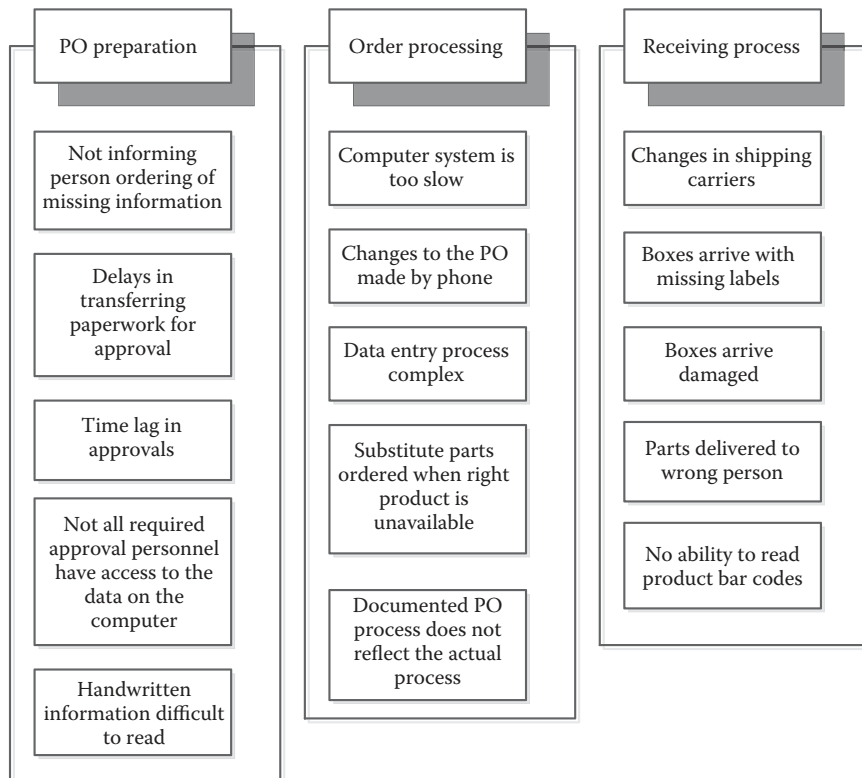 PO preparation
Not informing
person ordering of
missing information
Delays in
transferring
paperwork for
approval
Time lag in
approvals
Not all required
approval personnel
have access to the
data on the
computer
Handwritten
information difficult
to read
Order processing
Computer system is
too slow
Changes to the PO
made by phone
Data entry process
complex
Substitute parts
ordered when right
product is
unavailable
Documented PO
process does not
reflect the actual
process
Receiving process
Changes in shipping
carriers
Boxes arrive with
missing labels
Boxes arrive
damaged
Parts delivered to
wrong person
No ability to read
product bar codes